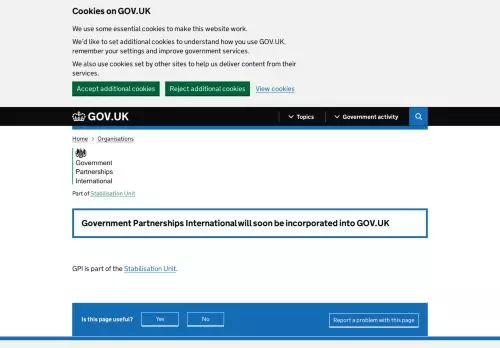 Cookies on GOV.UK
We use some essential cookies to make this website work.
We'd like to set additional cookies to understand how you use GOV.UK,
remember your settings and improve government services.
We also use cookies set by other sites to help us deliver content from their
services.
Accept additional cookies Reject additional cookies View cookies
GOV.UK Topics Government activity
Home Organisations
Government
Partnerships
International
Part of Stabilisation Unit
Government Partnerships International will soon be incorporated into GOV.UK
GPI is part of the Stabilisation Unit.
Is this page useful? Yes No Report a problem with this page